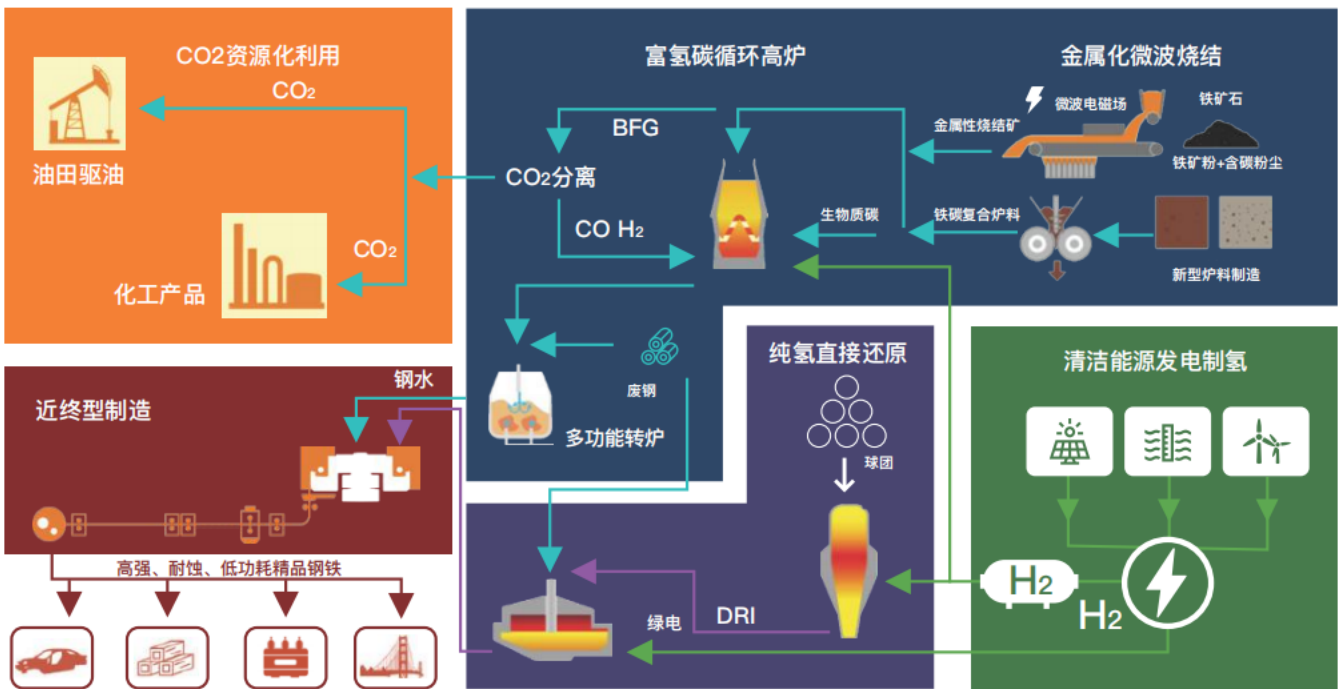 CO2资源化利用
CO2
油田驱油
CO2
化工产品
富氢碳循环高炉
BFG
CO2分离
CO H2
生物质碳
废钢
多功能转炉
金属化微波烧结
微波电磁场
铁矿石
金属性烧结矿
铁矿粉+含碳粉尘
铁碳复合炉料
新型炉料制造
近终型制造
钢水
高强、耐蚀、低功耗精品钢铁
纯氢直接还原
球团
绿电
DRI
清洁能源发电制氢
H2
H2